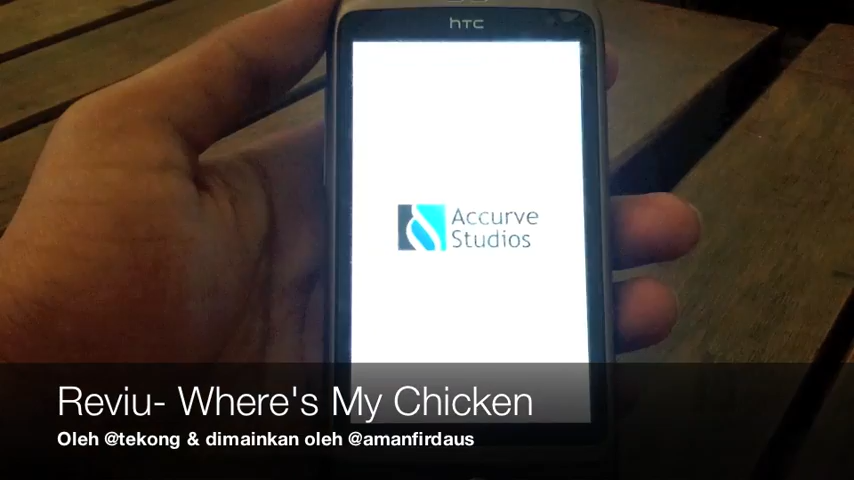 hTC
Accurve
Studios
Reviu- Where's My Chicken
Oleh @tekong & dimainkan oleh @amanfirdaus